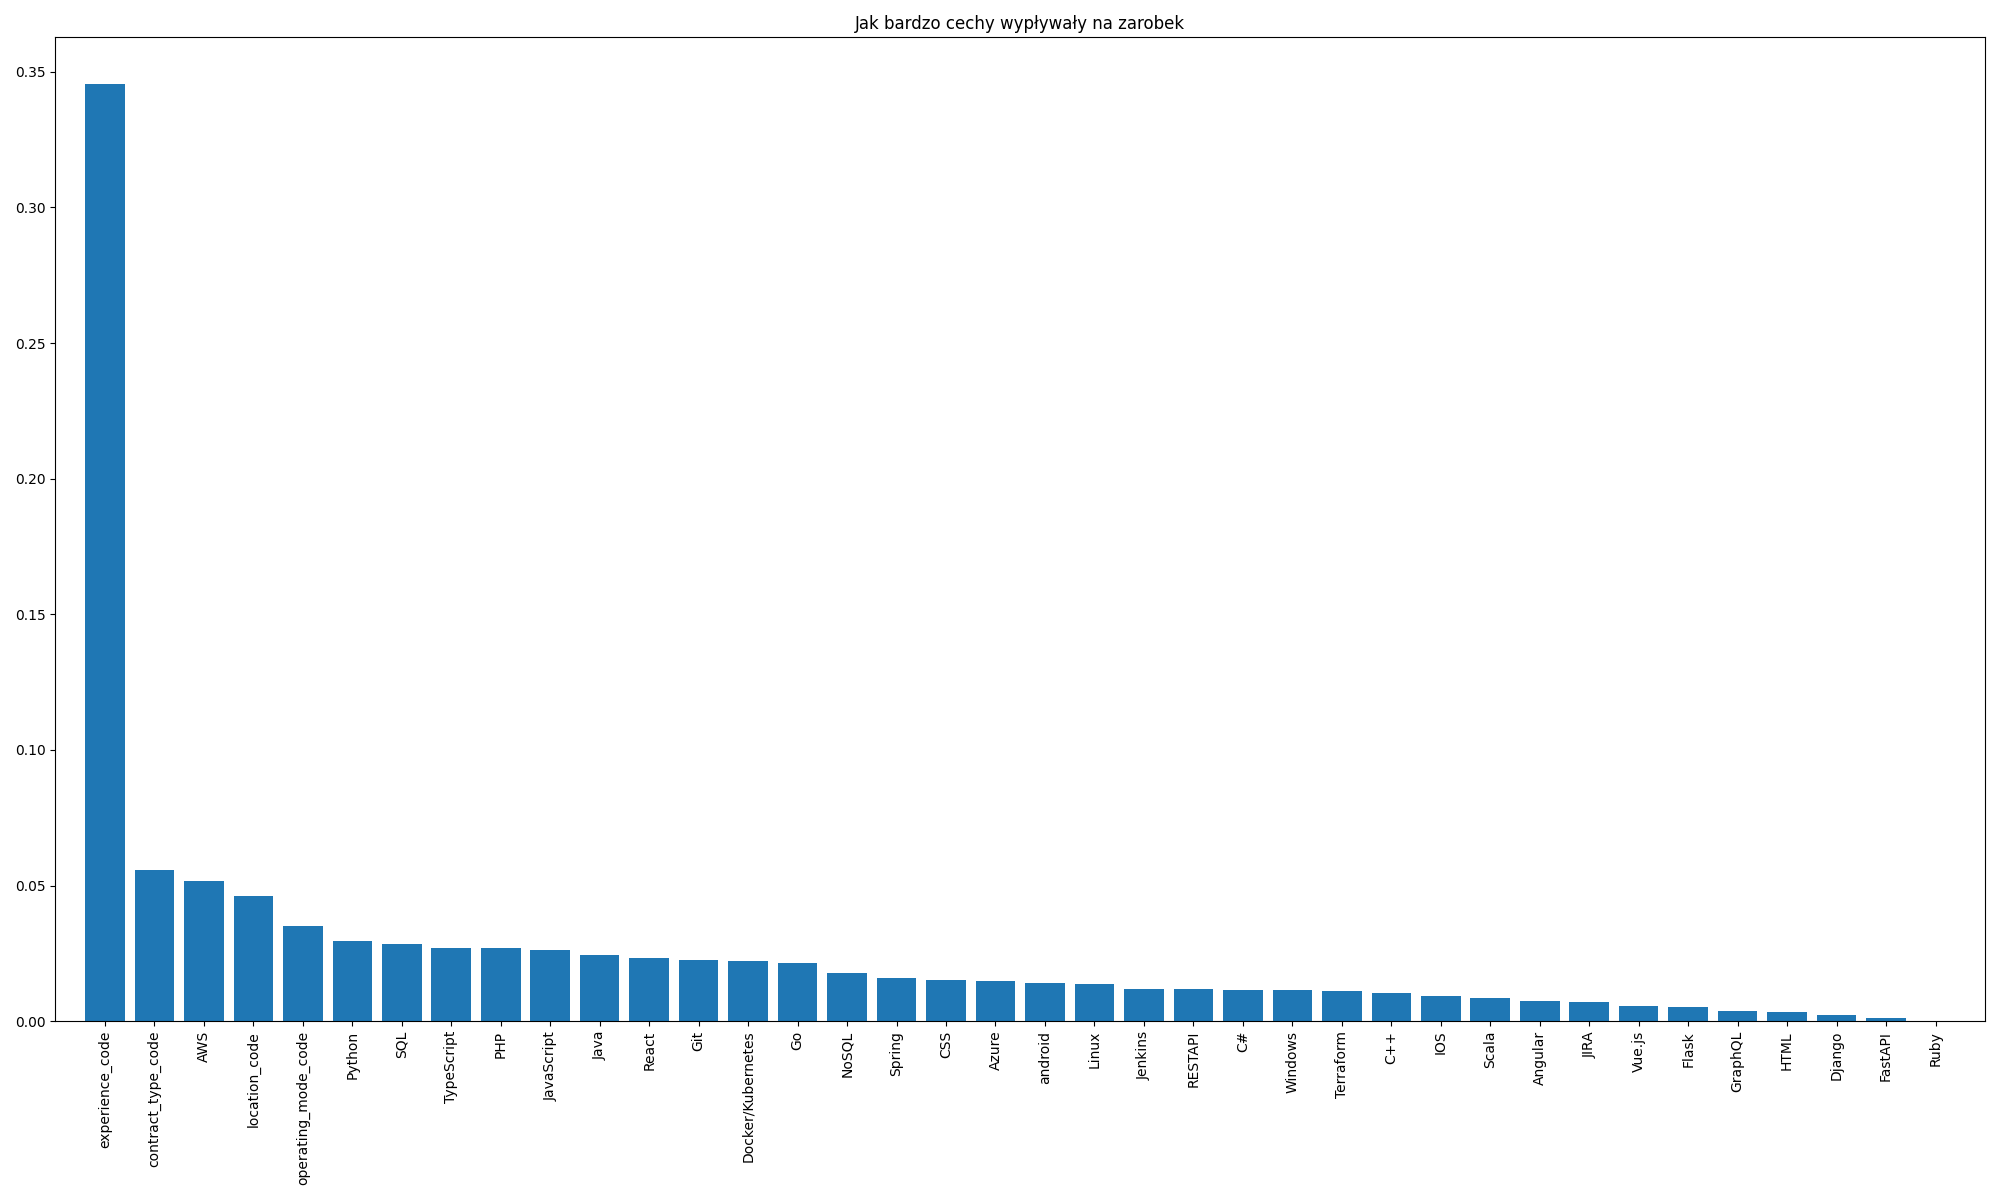 Jak bardzo cechy wypływały na zarobek
0.35
0.30
0.25
0.20
0.15
0.10
0.05
0.00
experience_code
contract_type_code
AWS
location_code
operating_mode_code
Python
SQL
TypeScript
PHP
JavaScript
Java
React
Git
Docker/Kubernetes
Go
NoSQL
Spring
CSS
Azure
android
Linux
Jenkins
RESTAPI
C#
Windows
Terraform
C++
IOS
Scala
Angular
JIRA
Vue.js
Flask
GraphQL
HTML
Django
FastAPI
Ruby